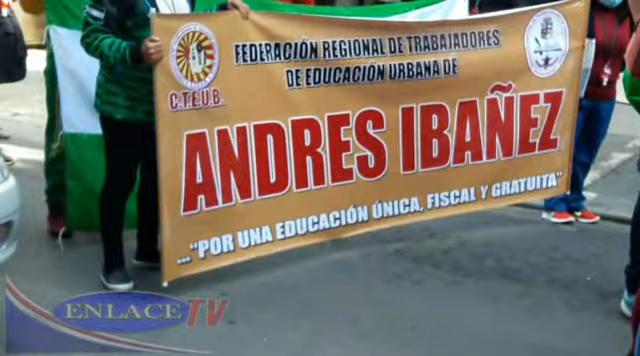 FEDERACIÓN REGIONAL DE TRABAJADORES
DE EDUCACIÓN URBANA DE
C.T.E.U.B.
ANDRES IBAÑEZ
..."POR UNA EDUCACIÓN ÚNICA, FISCAL Y GRATUITA"
ENLACE TV